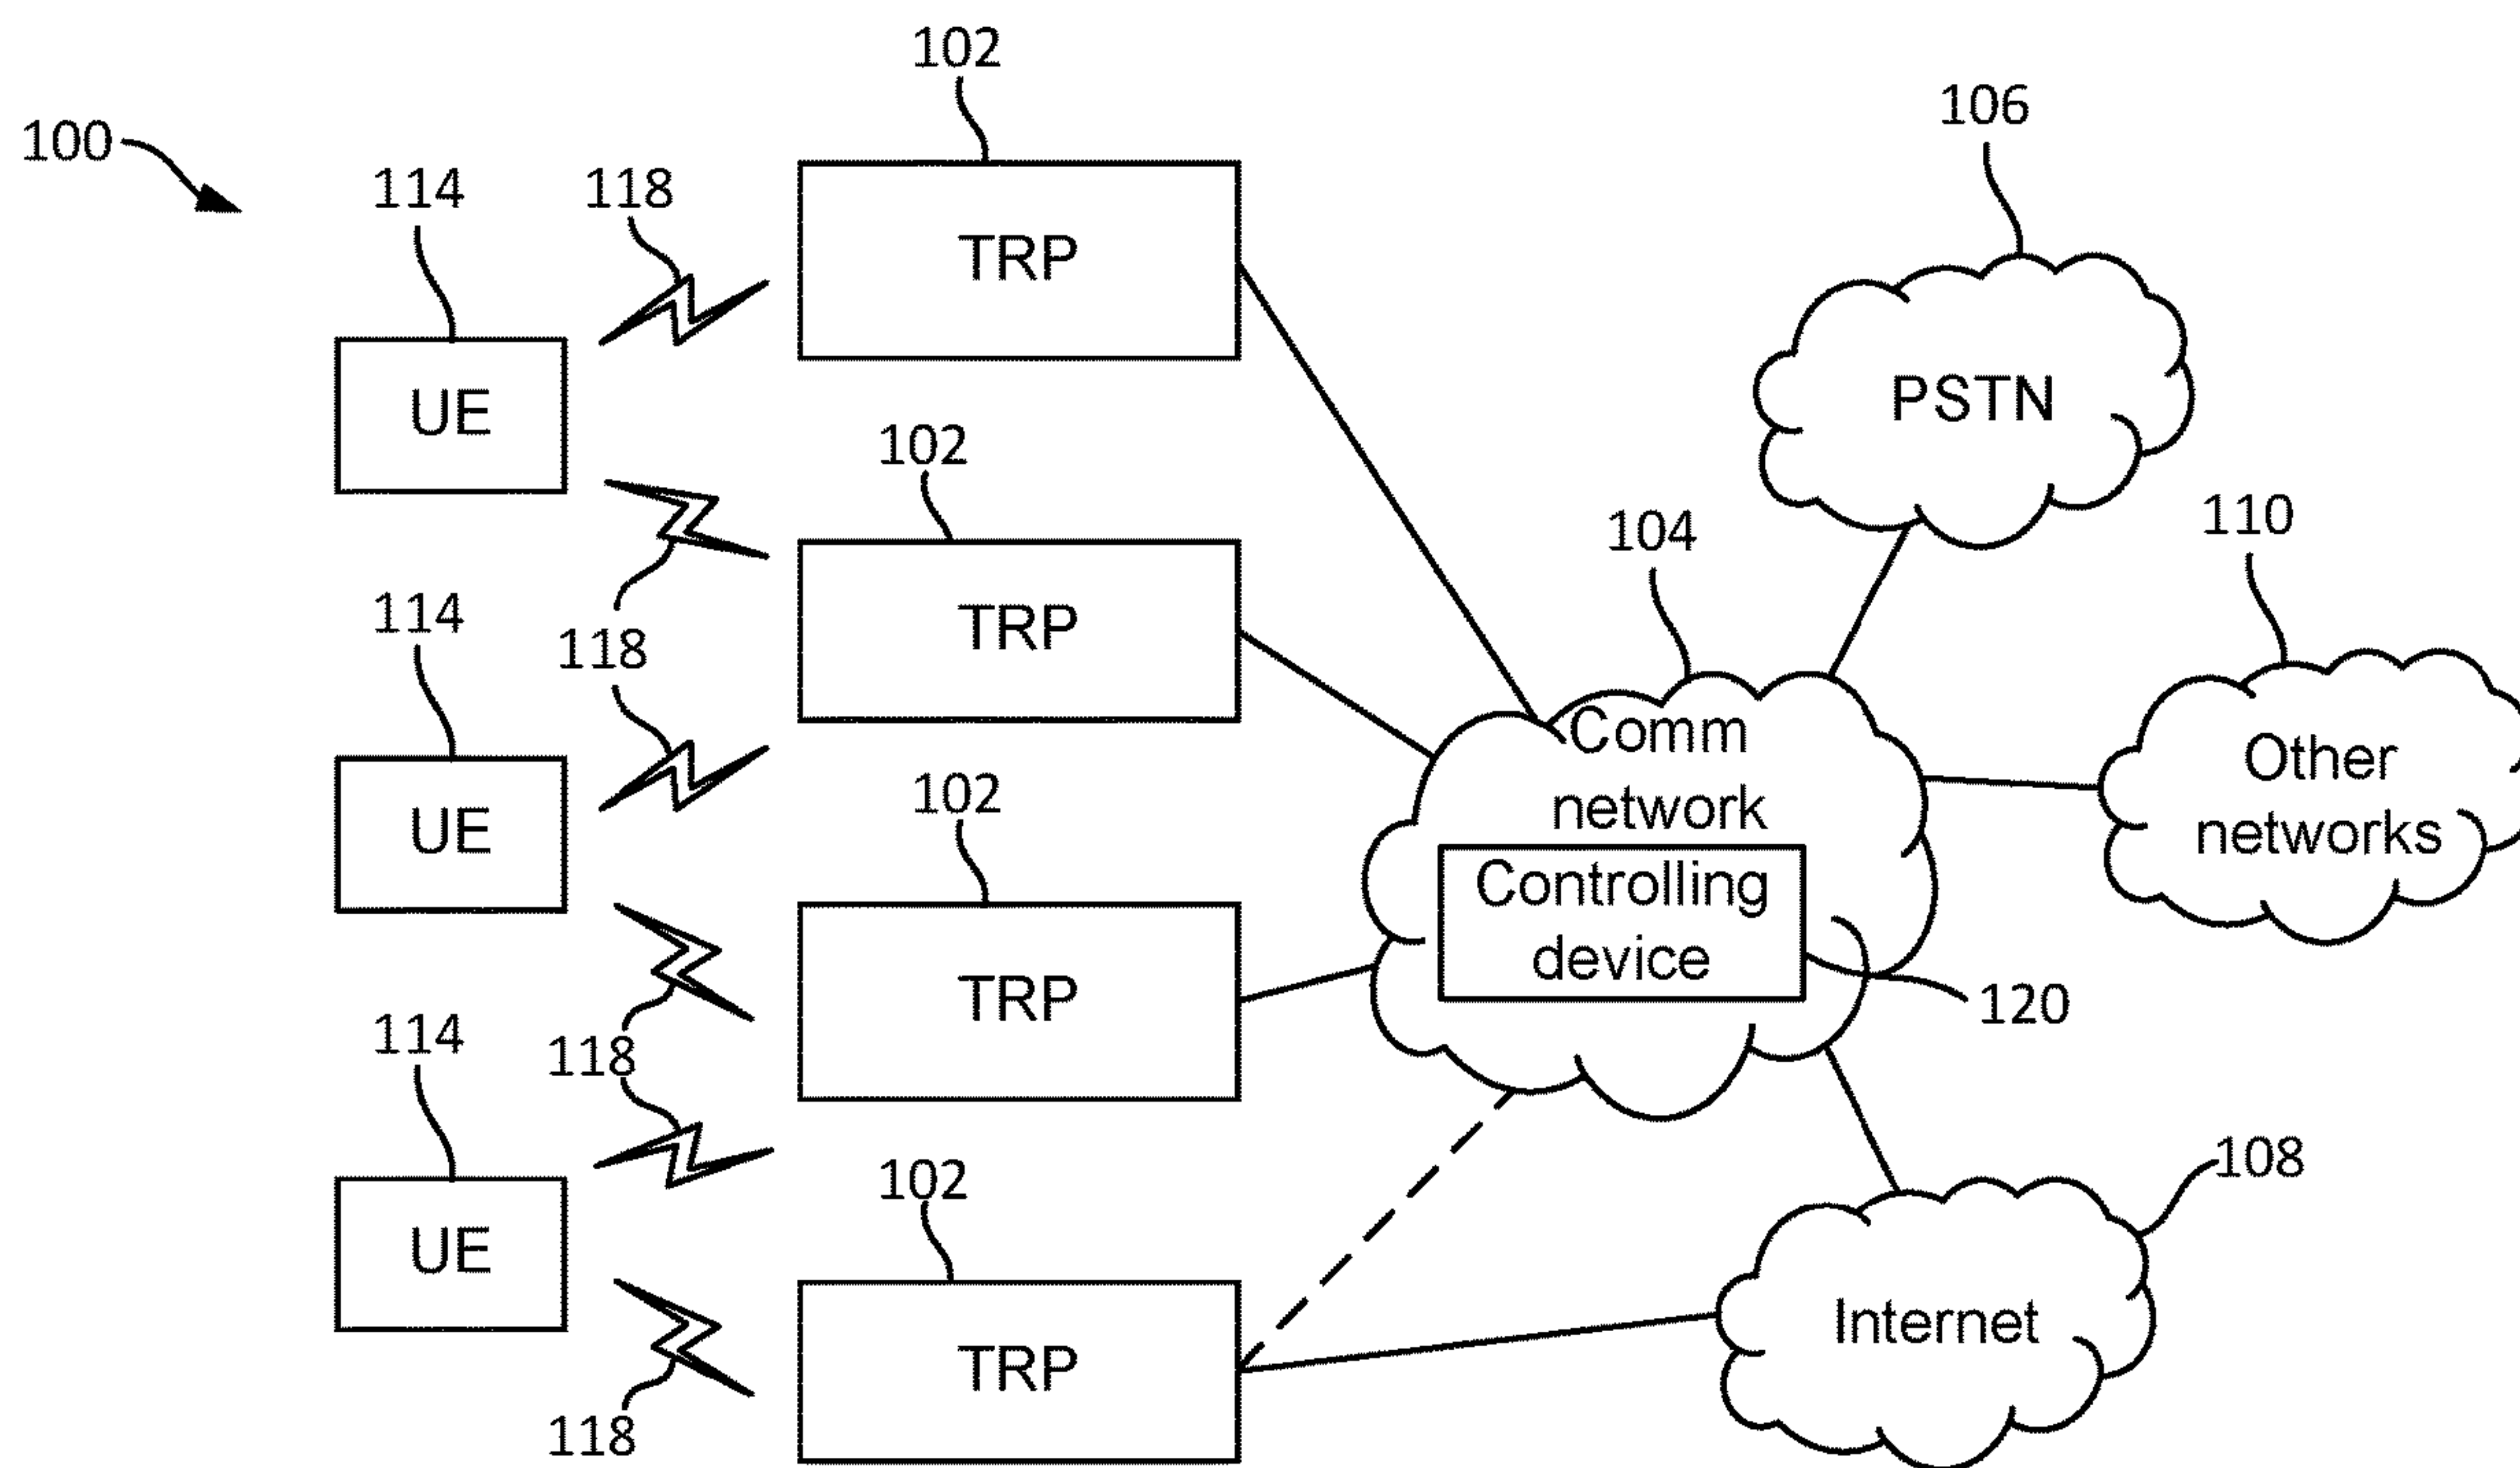 102
106
100
114
118
TRP
PSTN
UE
102
110
104
114
118
TRP
Comm
network
Other
networks
102
UE
Controlling
device
TRP
120
114
118
102
108
UE
TRP
Internet
118